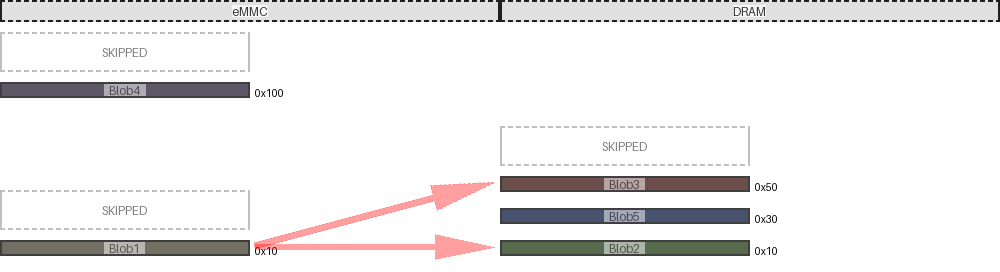 eMMC
DRAM
SKIPPED
Blob4
0x100
SKIPPED
Blob3
0x50
SKIPPED
Blob5
0x30
Blob1
0x10
Blob2
0x10